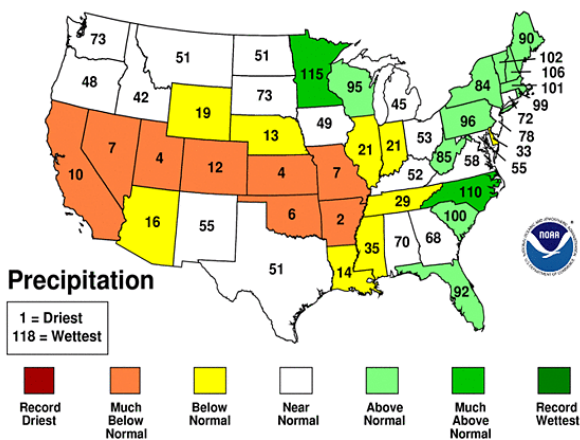 73
51
51
115
95
90
102
106
101
99
84
48
42
19
73
49
45
96
72
78
33
55
10
7
4
12
13
4
7
21
21
53
85
58
52
110
16
55
6
2
29
100
51
14
35
70
68
92
NOAA
Precipitation
1 = Driest
118 = Wettest
Record
Driest
Much
Below
Normal
Below
Normal
Near
Normal
Above
Normal
Much
Above
Normal
Record
Wettest